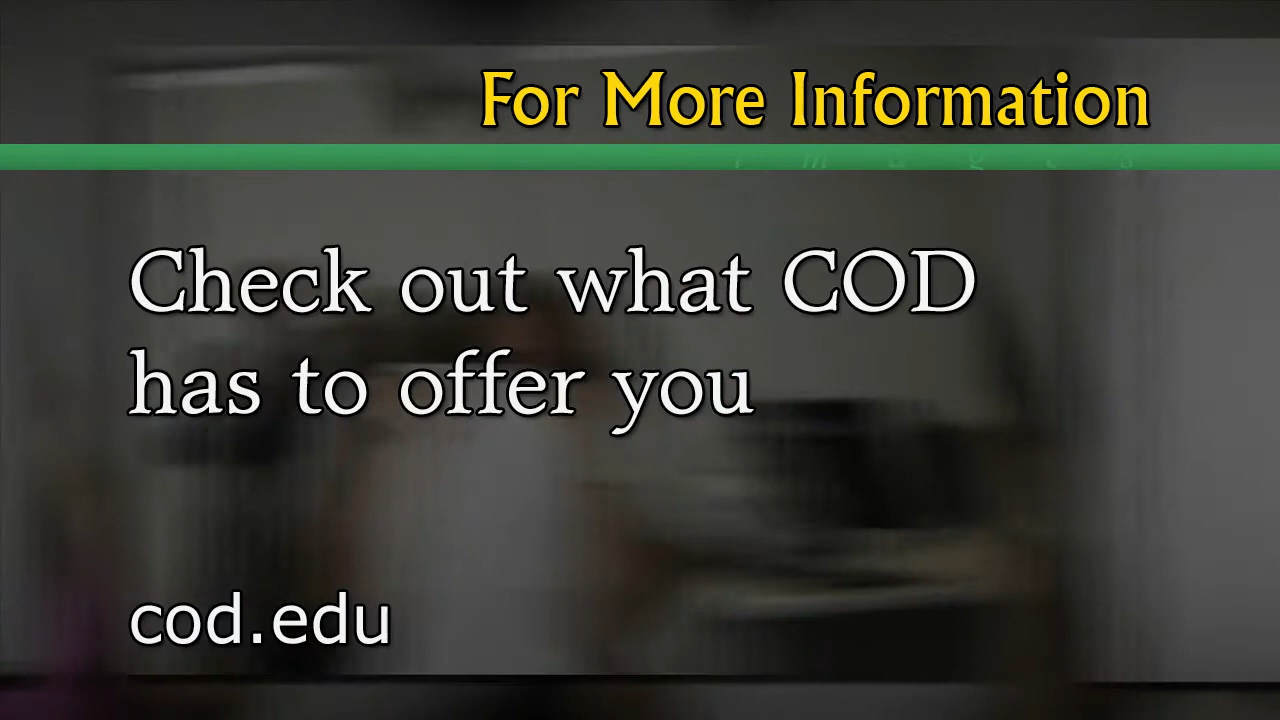 For More Information
Check out what COD
has to offer you
cod.edu